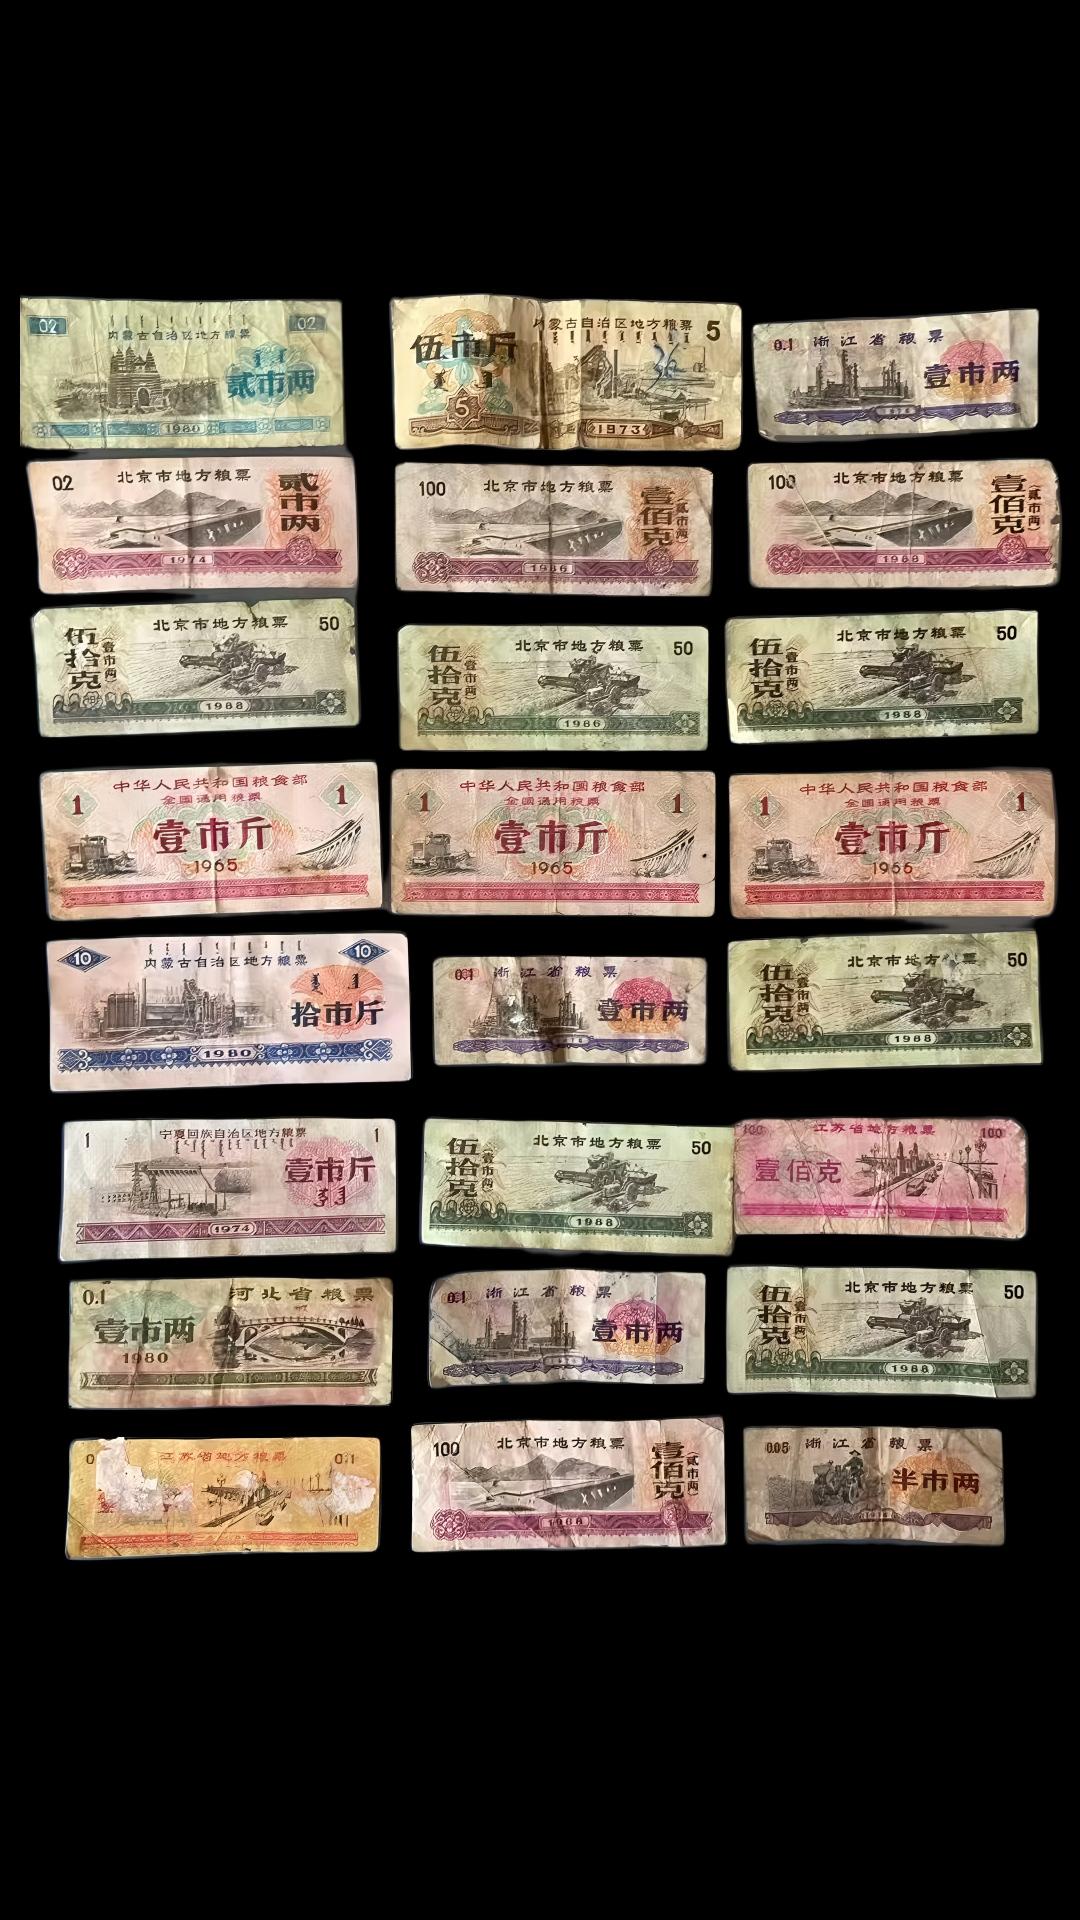 02 02
内蒙古自治区地方粮票
贰市两
1980
伍市斤
内蒙古自治区地方粮票 5
36
5
1973
0.1 浙江省粮票
壹市两
02 北京市地方粮票
贰市两
1974
100 北京市地方粮票
壹佰克(贰市两)
1986
100 北京市地方粮票
壹佰克(贰市两)
1988
北京市地方粮票 50
伍拾克(壹市两)
1988
北京市地方粮票 50
伍拾克(壹市两)
1986
北京市地方粮票 50
伍拾克(壹市两)
1988
中华人民共和国粮食部
全国通用粮票
1 1
壹市斤
1965
中华人民共和国粮食部
全国通用粮票
1 1
壹市斤
1965
中华人民共和国粮食部
全国通用粮票
1 1
壹市斤
1966
10 10
内蒙古自治区地方粮票
拾市斤
1980
0.1 浙江省粮票
壹市两
北京市地方票 50
伍拾克(壹市两)
1988
1 宁夏回族自治区地方粮票 1
壹市斤
1974
北京市地方粮票 50
伍拾克(壹市两)
1988
100 江苏省地方粮票 100
壹佰克
0.1 河北省粮票
壹市两
1980
0.1 浙江省粮票
壹市两
北京市地方粮票 50
伍拾克(壹市两)
1988
0 江苏省地方粮票 0.1
100 北京市地方粮票
壹佰克(贰市两)
1988
0.05 浙江省粮票
半市两